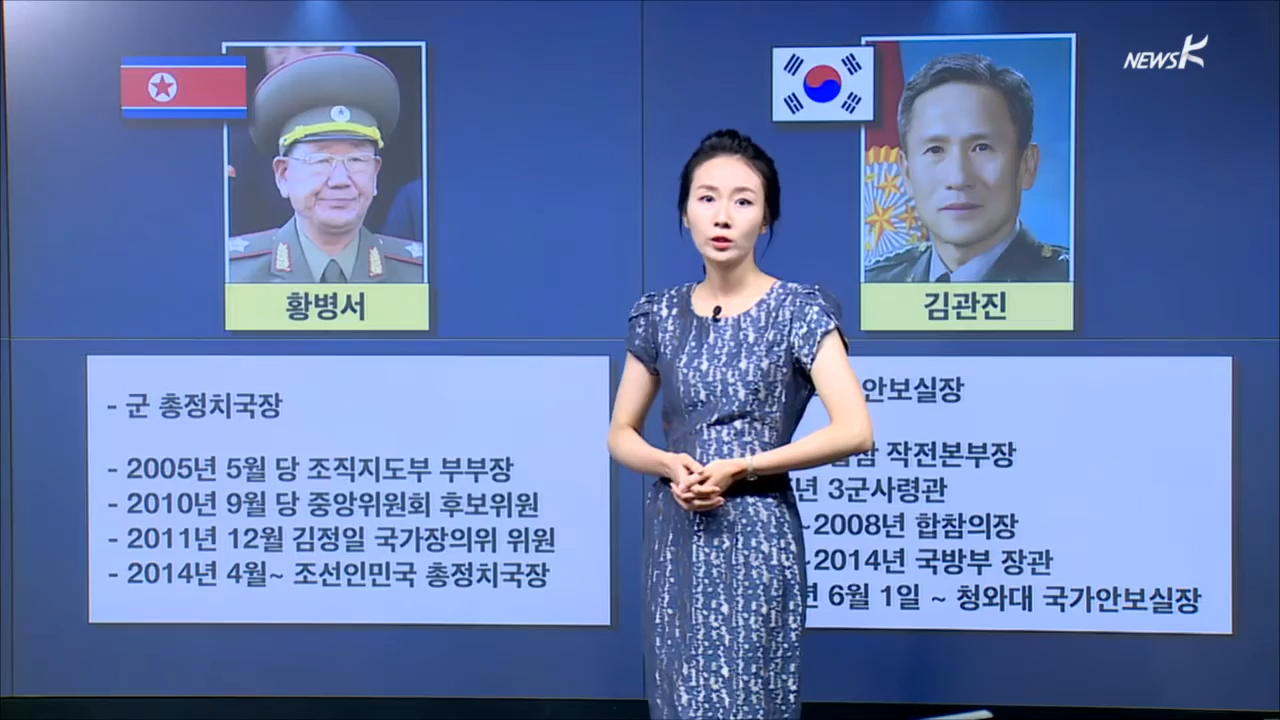 NEWS K
황병서
김관진
- 군 총정치국장
- 2005년 5월 당 조직지도부 부부장
- 2010년 9월 당 중앙위원회 후보위원
- 2011년 12월 김정일 국가장의위 위원
- 2014년 4월~ 조선인민국 총정치국장
안보실장
작전본부장
년 3군사령관
~2008년 합참의장
~2014년 국방부 장관
년 6월 1일 ~ 청와대 국가안보실장